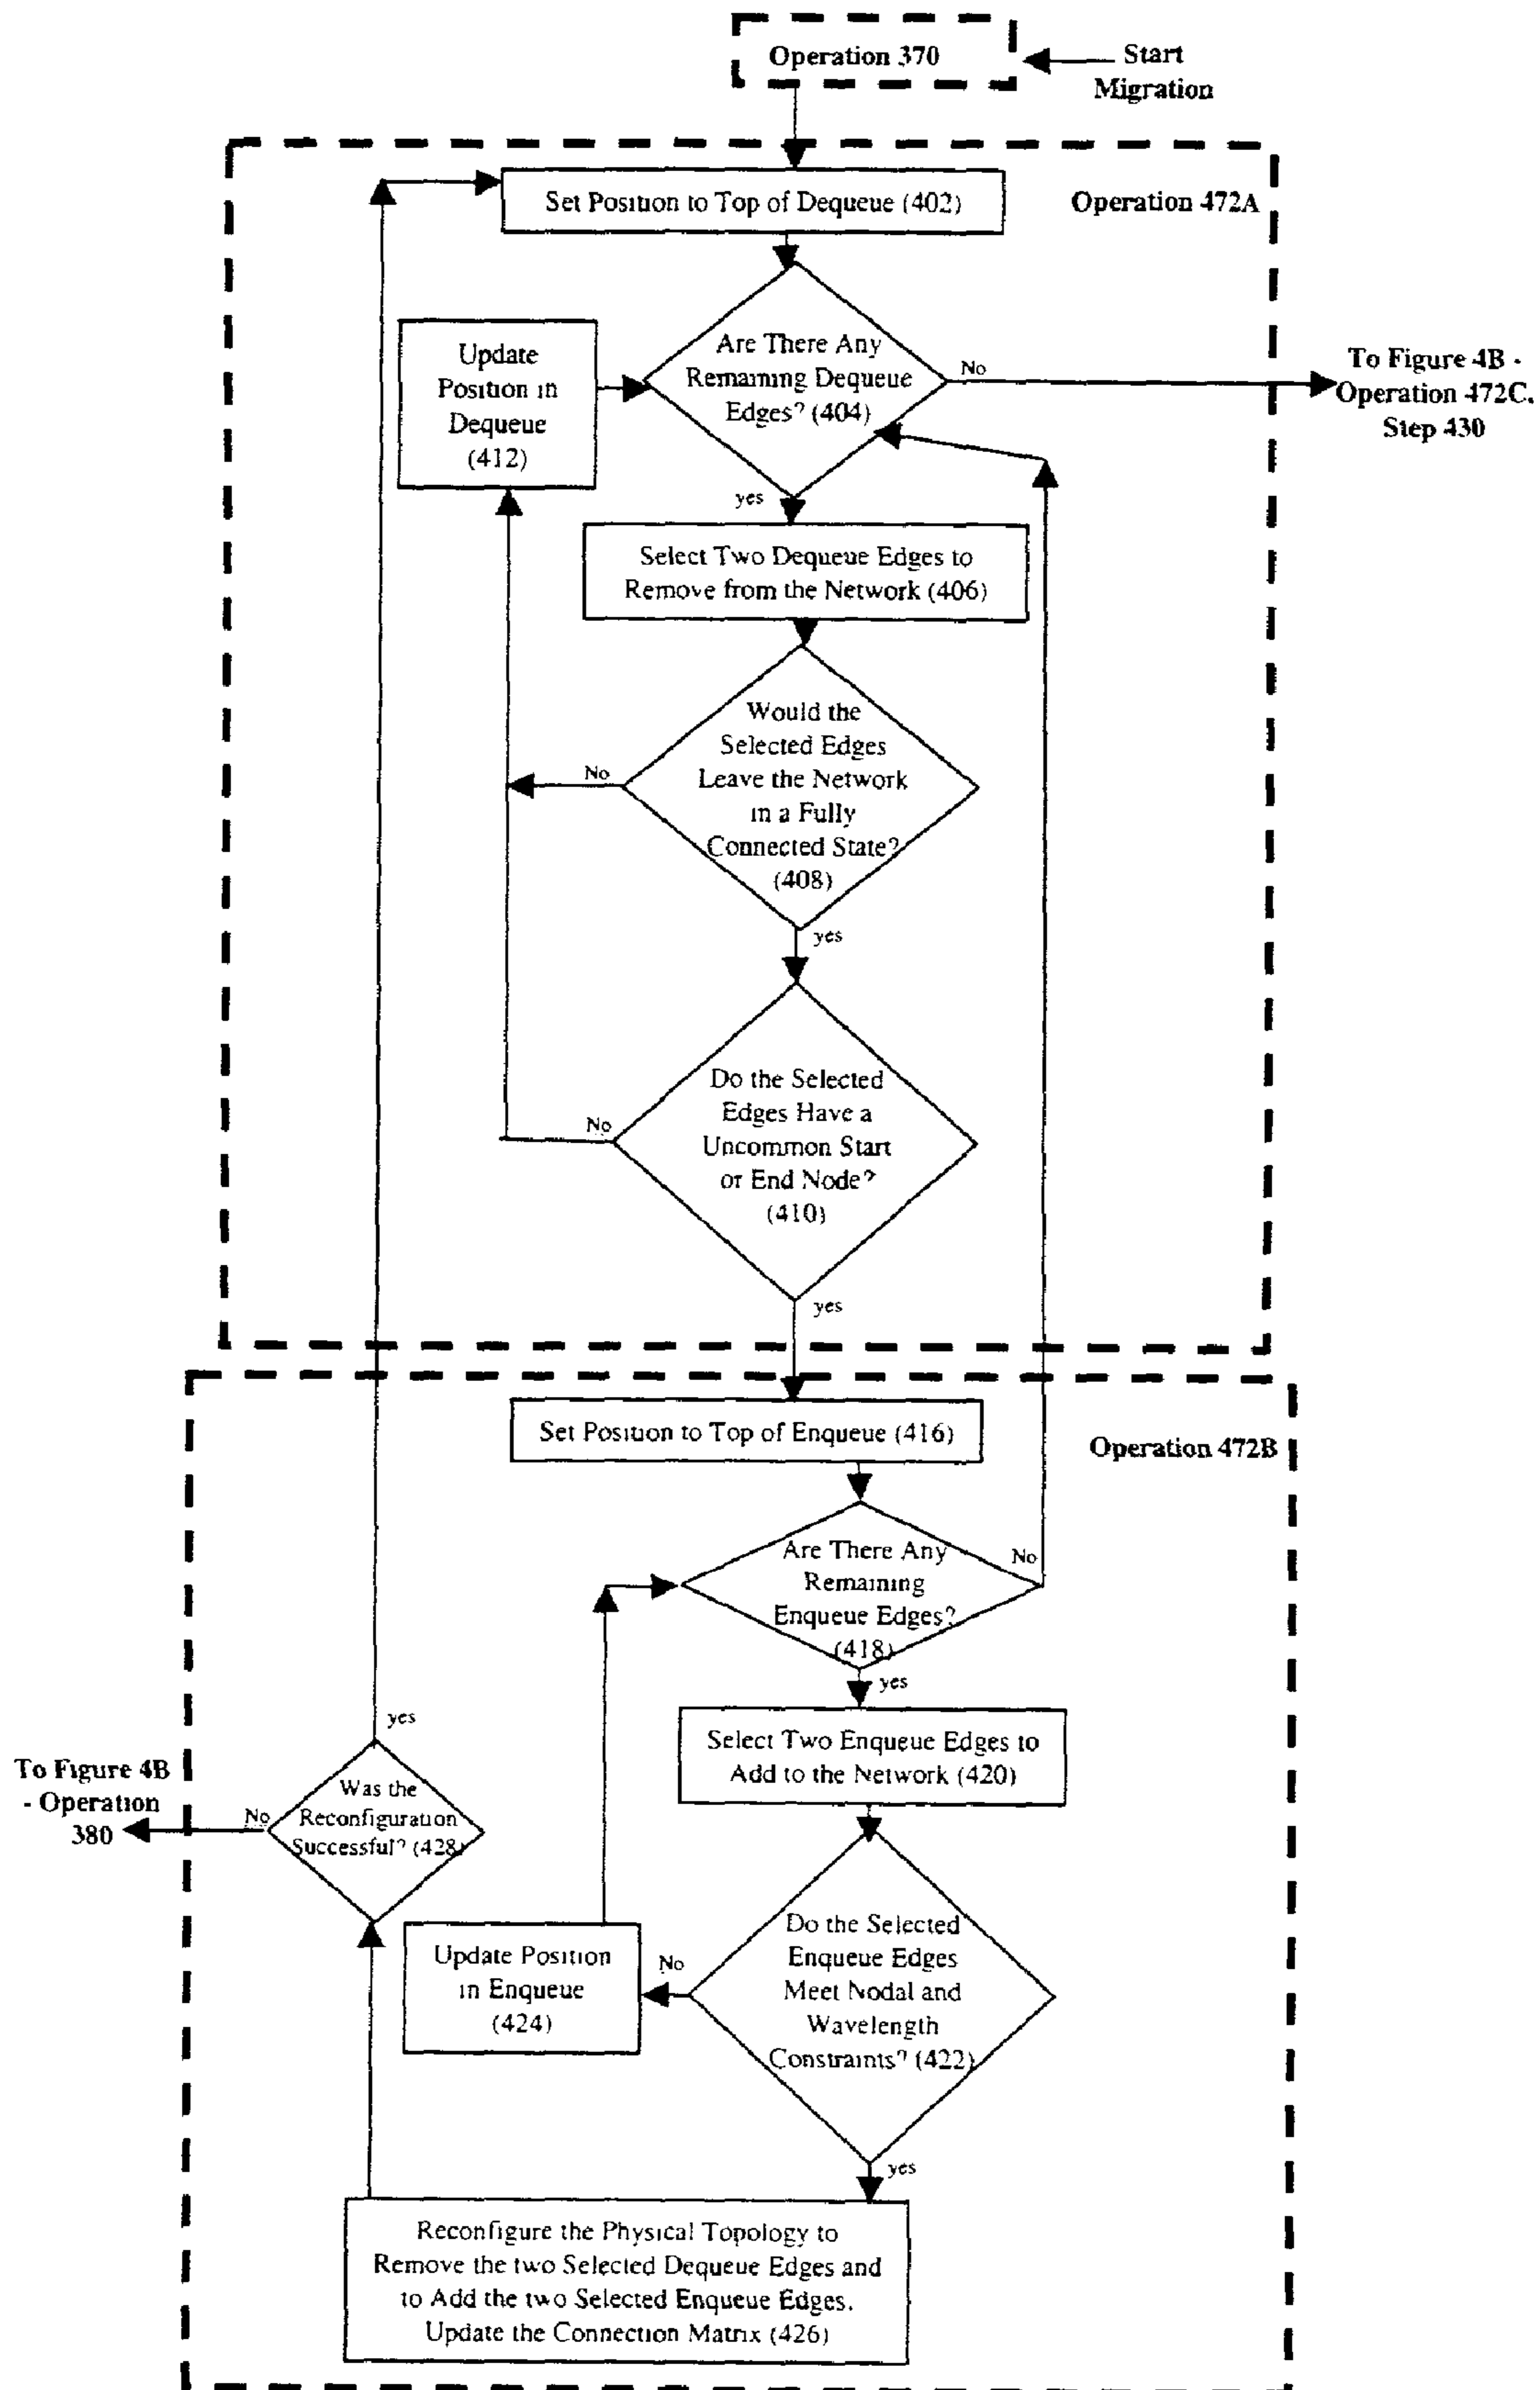 Operation 370
Start
Migration
Set Position to Top of Dequeue (402)
Operation 472A
Update
Position in
Dequeue
(412)
Are There Any
Remaining Dequeue
Edges? (404)
No
To Figure 4B -
Operation 472C,
Step 430
yes
Select Two Dequeue Edges to
Remove from the Network (406)
Would the
Selected Edges
Leave the Network
in a Fully
Connected State?
(408)
No
yes
Do the Selected
Edges Have a
Uncommon Start
or End Node?
(410)
No
yes
Set Position to Top of Enqueue (416)
Operation 472B
Are There Any
Remaining
Enqueue Edges?
(418)
No
yes
Select Two Enqueue Edges to
Add to the Network (420)
yes
To Figure 4B
- Operation
380
No
Was the
Reconfiguration
Successful? (428)
Update Position
in Enqueue
(424)
No
Do the Selected
Enqueue Edges
Meet Nodal and
Wavelength
Constraints? (422)
yes
Reconfigure the Physical Topology to
Remove the two Selected Dequeue Edges and
to Add the two Selected Enqueue Edges.
Update the Connection Matrix (426)